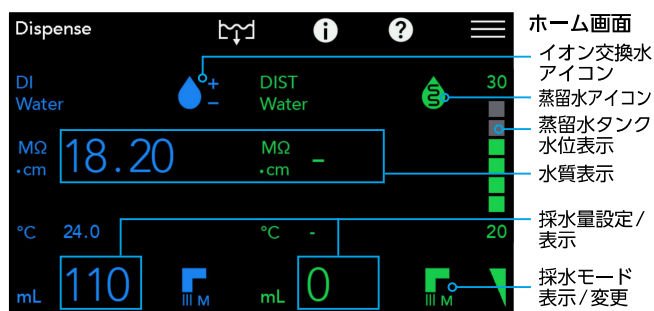 Dispense
i
?
ホーム画面
DI
Water
+
−
DIST
Water
30
イオン交換水
アイコン
蒸留水アイコン
蒸留水タンク
水位表示
MΩ
・cm
18.20
MΩ
・cm
-
水質表示
°C
24.0
°C
-
20
採水量設定/
表示
mL
110
M
mL
0
M
採水モード
表示/変更